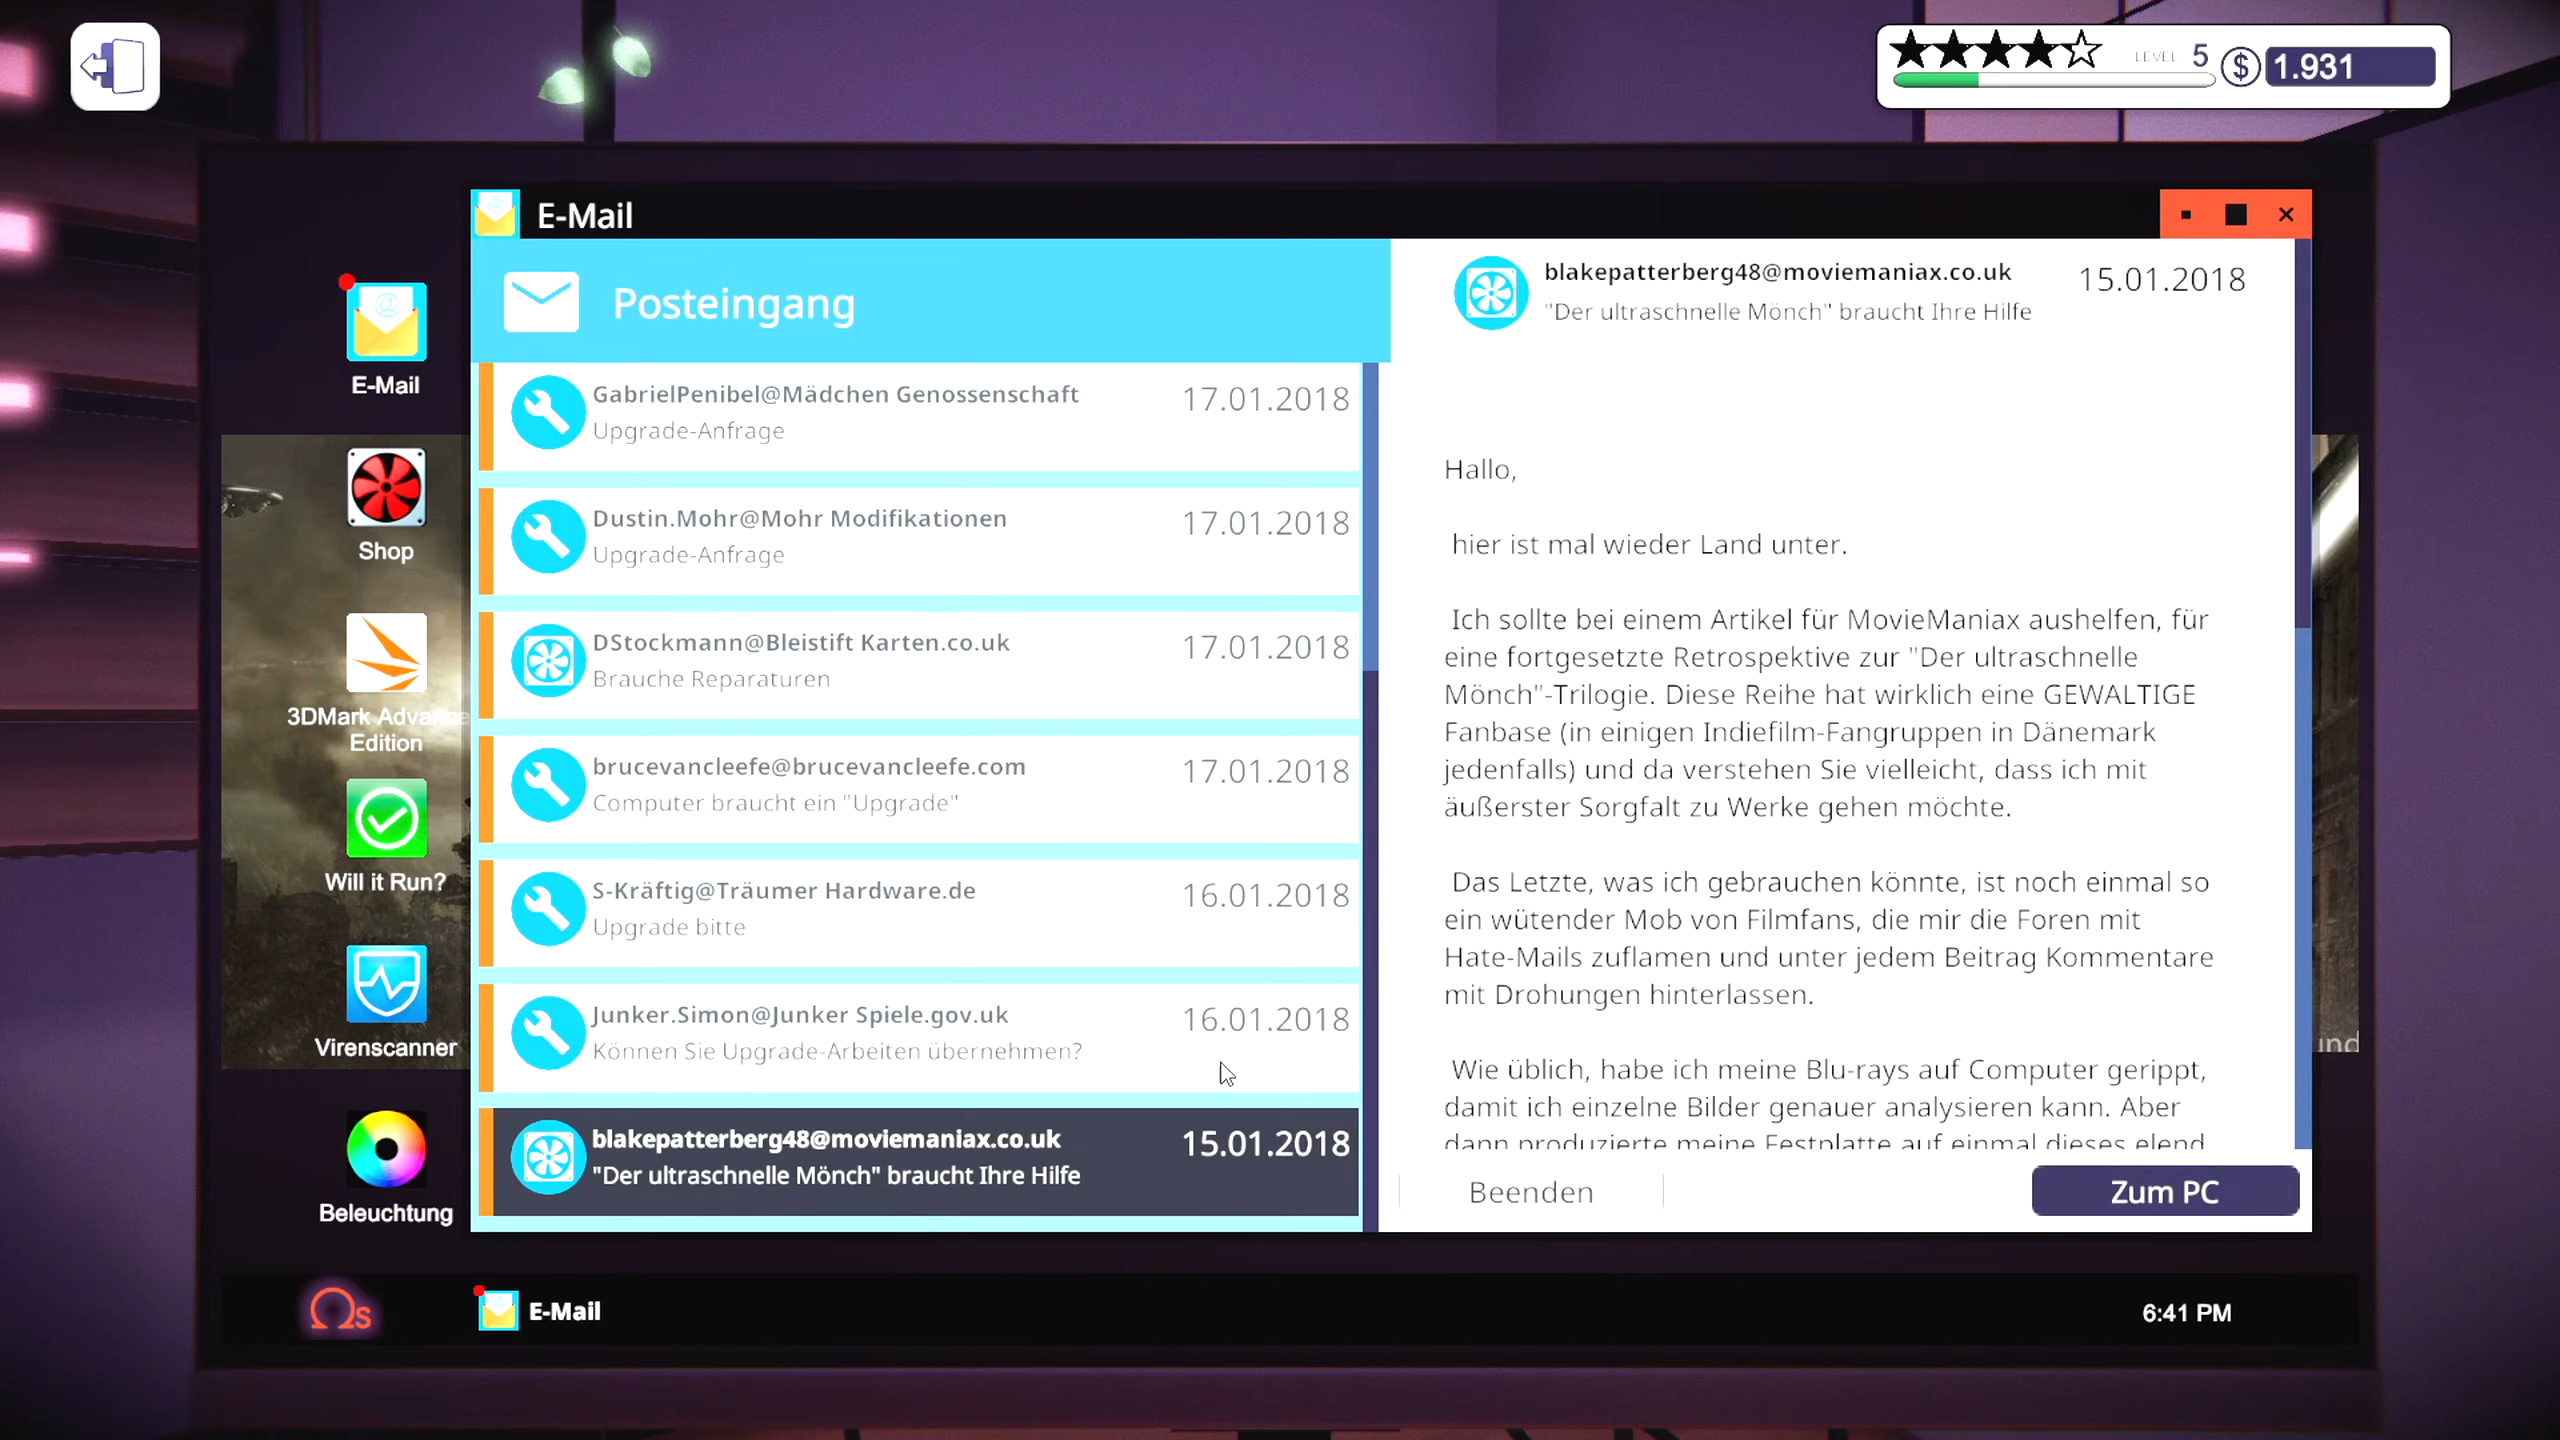 LEVEL 5
$ 1.931
E-Mail
E-Mail
Shop
3DMark Advance
Edition
Will it Run?
Virenscanner
Beleuchtung
Posteingang
GabrielPenibel@Mädchen Genossenschaft 17.01.2018
Upgrade-Anfrage
Dustin.Mohr@Mohr Modifikationen 17.01.2018
Upgrade-Anfrage
DStockmann@Bleistift Karten.co.uk 17.01.2018
Brauche Reparaturen
brucevancleefe@brucevancleefe.com 17.01.2018
Computer braucht ein "Upgrade"
S-Kräftig@Träumer Hardware.de 16.01.2018
Upgrade bitte
Junker.Simon@Junker Spiele.gov.uk 16.01.2018
Können Sie Upgrade-Arbeiten übernehmen?
blakepatterberg48@moviemaniax.co.uk 15.01.2018
"Der ultraschnelle Mönch" braucht Ihre Hilfe
blakepatterberg48@moviemaniax.co.uk 15.01.2018
"Der ultraschnelle Mönch" braucht Ihre Hilfe
Hallo,
hier ist mal wieder Land unter.
Ich sollte bei einem Artikel für MovieManiax aushelfen, für
eine fortgesetzte Retrospektive zur "Der ultraschnelle
Mönch"-Trilogie. Diese Reihe hat wirklich eine GEWALTIGE
Fanbase (in einigen Indiefilm-Fangruppen in Dänemark
jedenfalls) und da verstehen Sie vielleicht, dass ich mit
äußerster Sorgfalt zu Werke gehen möchte.
Das Letzte, was ich gebrauchen könnte, ist noch einmal so
ein wütender Mob von Filmfans, die mir die Foren mit
Hate-Mails zuflamen und unter jedem Beitrag Kommentare
mit Drohungen hinterlassen.
Wie üblich, habe ich meine Blu-rays auf Computer gerippt,
damit ich einzelne Bilder genauer analysieren kann. Aber
dann produzierte meine Festplatte auf einmal dieses elend
Beenden
Zum PC
und
Ωs
E-Mail
6:41 PM